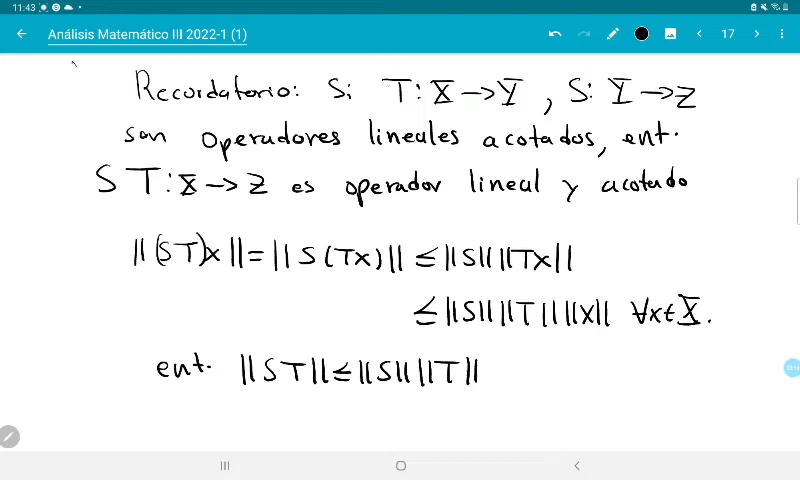 11:43
Análisis Matemático III 2022-1 (1)
17
Recordatorio: Si T: X → Y, S: Y → Z
son operadores lineales acotados, ent.
ST: X → Z es operador lineal y acotado
||(ST)x|| = ||S(Tx)|| ≤ ||S|| ||Tx||
≤ ||S|| ||T|| ||x|| ∀x∈X.
ent. ||ST|| ≤ ||S|| ||T||